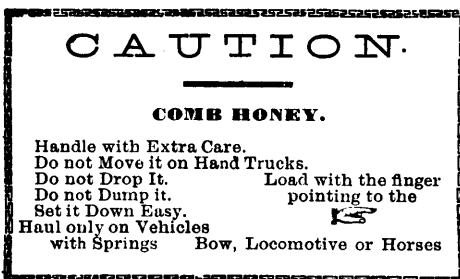 CAUTION.
COMB HONEY.
Handle with Extra Care.
Do not Move it on Hand Trucks.
Do not Drop It.
Do not Dump it.
Set it Down Easy.
Haul only on Vehicles
with Springs
Load with the finger
pointing to the
Bow, Locomotive or Horses